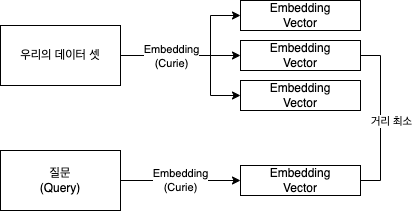 Embedding
Vector
우리의 데이터 셋
Embedding
(Curie)
Embedding
Vector
Embedding
Vector
거리 최소
질문
(Query)
Embedding
(Curie)
Embedding
Vector